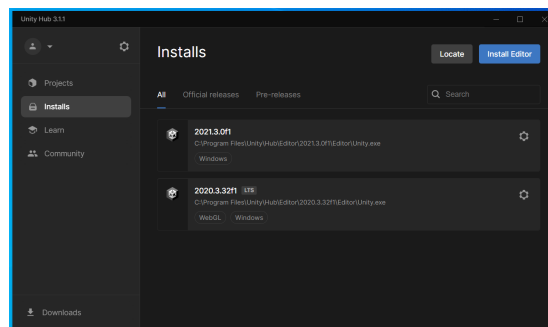 Unity Hub 3.1.1
Installs
Locate
Install Editor
Projects
Installs
Learn
Community
All
Official releases
Pre-releases
Search
2021.3.0f1
C:\Program Files\Unity\Hub\Editor\2021.3.0f1\Editor\Unity.exe
Windows
2020.3.32f1 LTS
C:\Program Files\Unity\Hub\Editor\2020.3.32f1\Editor\Unity.exe
WebGL
Windows
Downloads